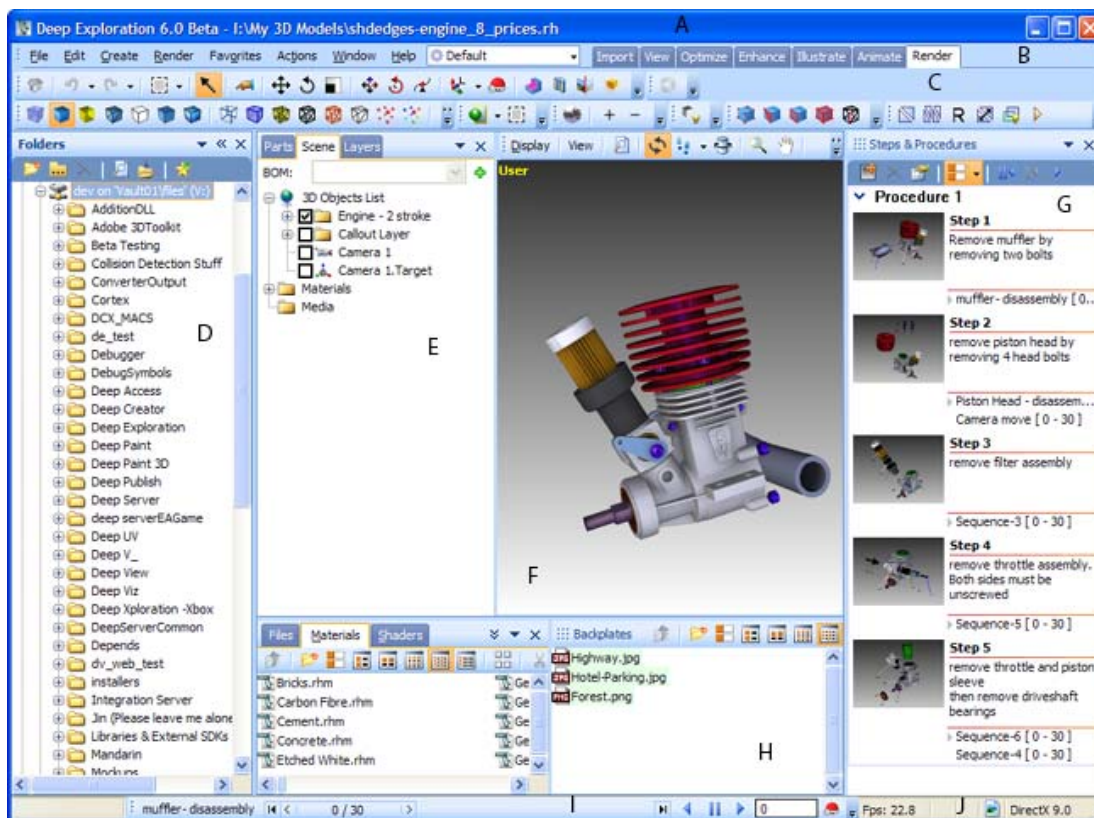 Deep Exploration 6.0 Beta - I:\My 3D Models\shdedges-engine_8_prices.rh
A
File Edit Create Render Favorites Actions Window Help Default Import View Optimize Enhance Illustrate Animate Render
B
C
R
Folders
dev on 'Vault01\files' (V:)
AdditionDLL
Adobe 3DToolkit
Beta Testing
Collision Detection Stuff
ConverterOutput
Cortex
DCX_MACS
de_test
Debugger
DebugSymbols
Deep Access
Deep Creator
Deep Exploration
Deep Paint
Deep Paint 3D
Deep Publish
Deep Server
deep serverEAGame
Deep UV
Deep V_
Deep View
Deep Viz
Deep Xploration -Xbox
DeepServerCommon
Depends
dv_web_test
installers
Integration Server
Jin (Please leave me alone
Libraries & External SDKs
Mandarin
Mockups
D
Parts Scene Layers
BOM:
3D Objects List
Engine - 2 stroke
Callout Layer
Camera 1
Camera 1.Target
Materials
Media
E
Display View
User
F
Steps & Procedures
G
Procedure 1
Step 1
Remove muffler by
removing two bolts
muffler- disassembly [ 0..
Step 2
remove piston head by
removing 4 head bolts
Piston Head - disassem...
Camera move [ 0 - 30 ]
Step 3
remove filter assembly
Sequence-3 [ 0 - 30 ]
Step 4
remove throttle assembly.
Both sides must be
unscrewed
Sequence-5 [ 0 - 30 ]
Step 5
remove throttle and piston
sleeve
then remove driveshaft
bearings
Sequence-6 [ 0 - 30 ]
Sequence-4 [ 0 - 30 ]
Files Materials Shaders
Bricks.rhm Ge
Carbon Fibre.rhm Ge
Cement.rhm Ge
Concrete.rhm Ge
Etched White.rhm Ge
Backplates
JPG Highway.jpg
JPG Hotel-Parking.jpg
PNG Forest.png
H
muffler- disassembly 0 / 30 I 0 Fps: 22.8 J DirectX 9.0